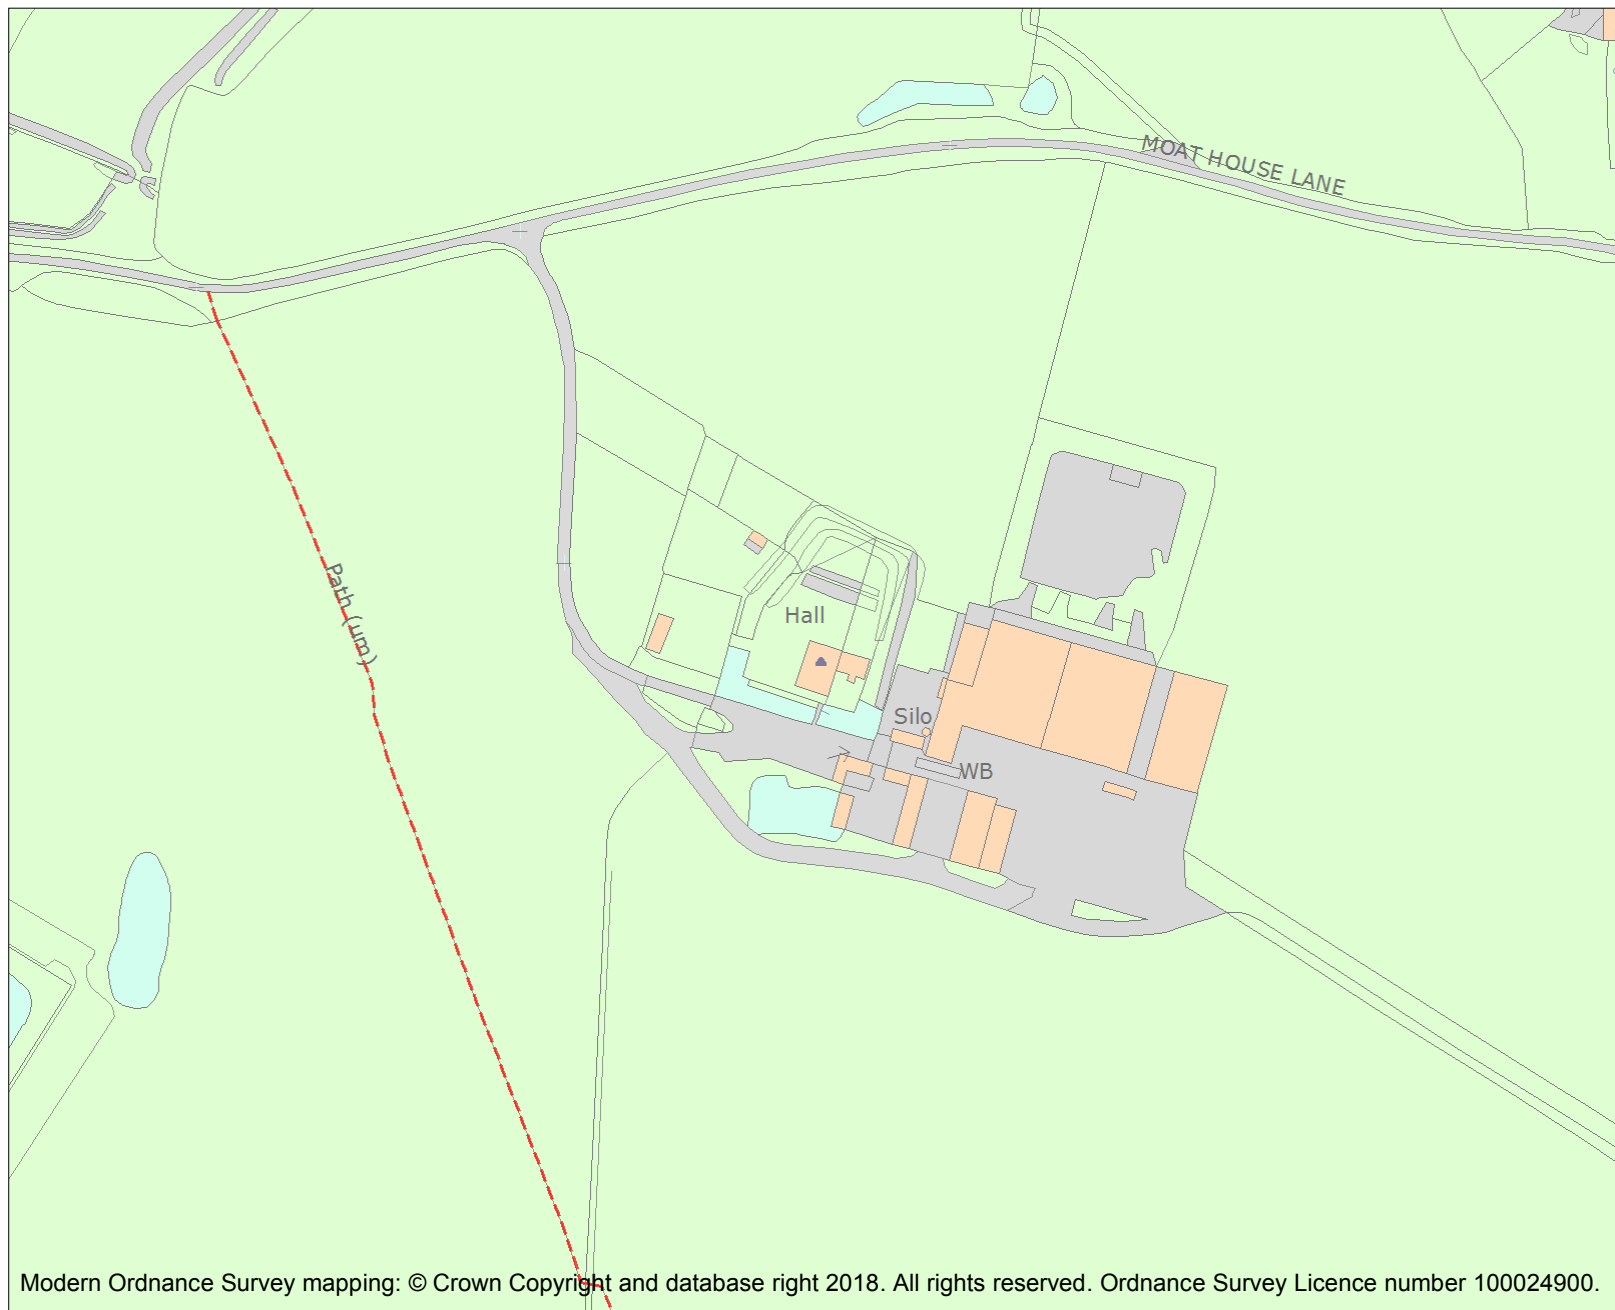 MOAT HOUSE LANE
Path (um)
Hall
Silo
WB
Modern Ordnance Survey mapping: © Crown Copyright and database right 2018. All rights reserved. Ordnance Survey Licence number 100024900.